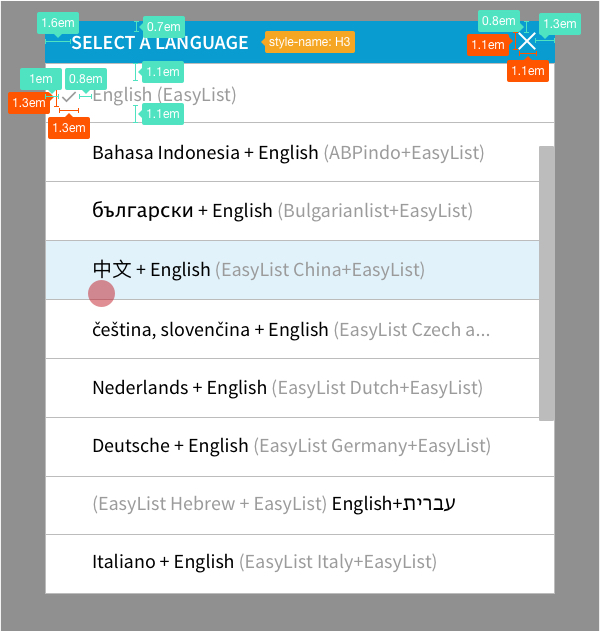 1.6em
0.7em
0.8em
1.3em
SELECT A LANGUAGE
style-name: H3
1.1em
1.1em
1em
0.8em
1.1em
English (EasyList)
1.3em
1.1em
1.3em
Bahasa Indonesia + English (ABPindo+EasyList)
български + English (Bulgarianlist+EasyList)
中文 + English (EasyList China+EasyList)
čeština, slovenčina + English (EasyList Czech a...
Nederlands + English (EasyList Dutch+EasyList)
Deutsche + English (EasyList Germany+EasyList)
(EasyList Hebrew + EasyList) English+עברית
Italiano + English (EasyList Italy+EasyList)